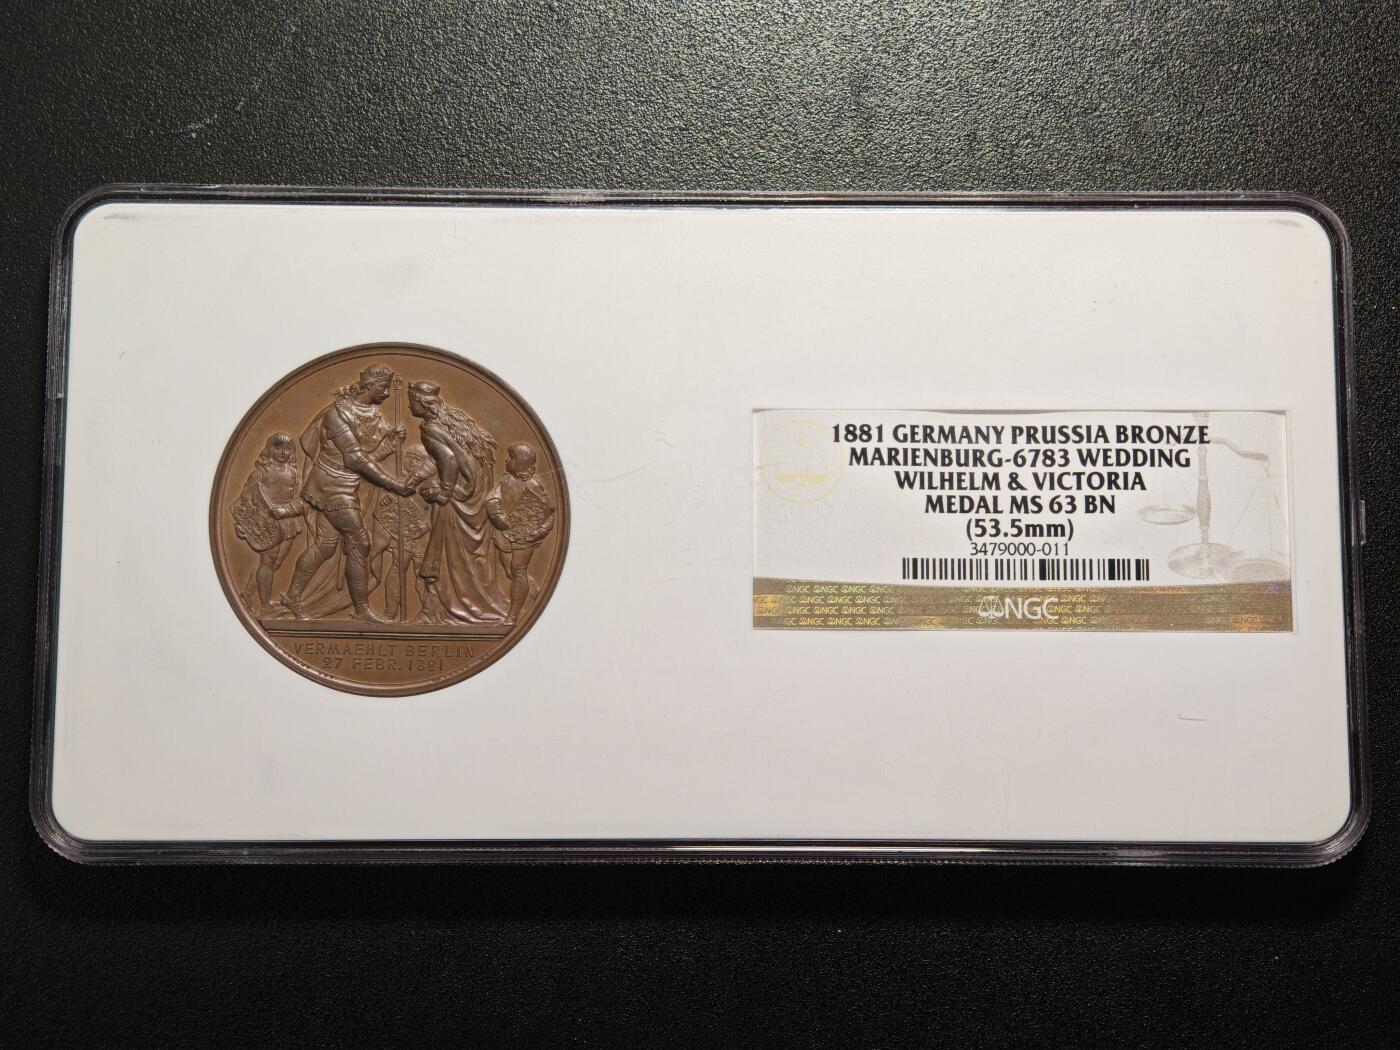 VERMAEHLT BERLIN
27 FEBR. 1881
1881 GERMANY PRUSSIA BRONZE
MARIENBURG-6783 WEDDING
WILHELM & VICTORIA
MEDAL MS 63 BN
(53.5mm)
3479000-011
NGC